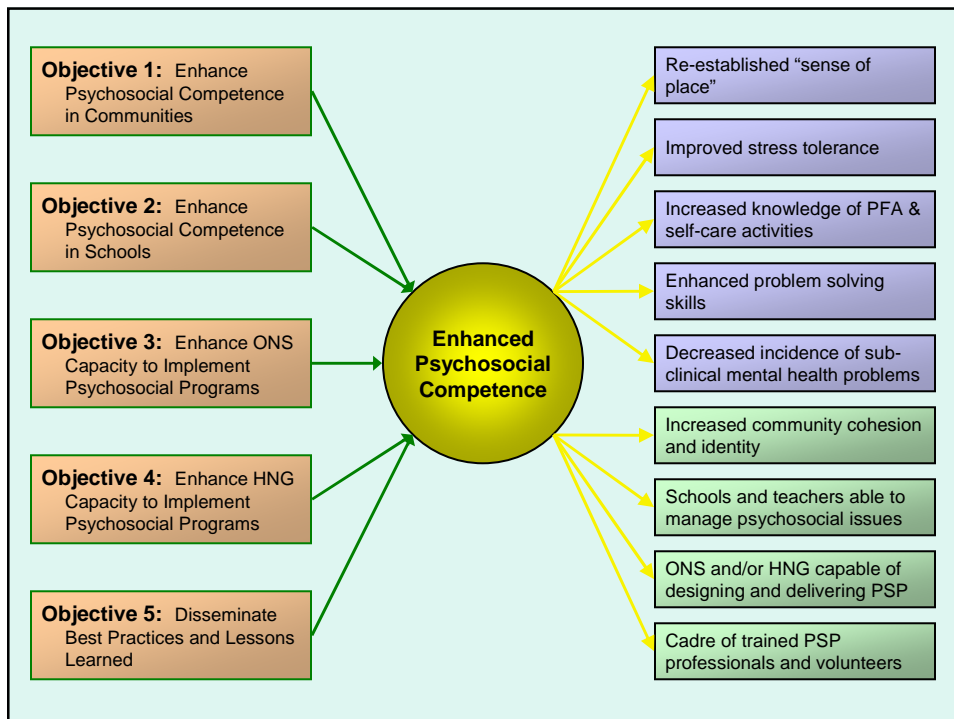 Objective 1: Enhance
Psychosocial Competence
in Communities
Objective 2: Enhance
Psychosocial Competence
in Schools
Objective 3: Enhance ONS
Capacity to Implement
Psychosocial Programs
Objective 4: Enhance HNG
Capacity to Implement
Psychosocial Programs
Objective 5: Disseminate
Best Practices and Lessons
Learned
Enhanced
Psychosocial
Competence
Re-established “sense of
place”
Improved stress tolerance
Increased knowledge of PFA &
self-care activities
Enhanced problem solving
skills
Decreased incidence of sub-
clinical mental health problems
Increased community cohesion
and identity
Schools and teachers able to
manage psychosocial issues
ONS and/or HNG capable of
designing and delivering PSP
Cadre of trained PSP
professionals and volunteers